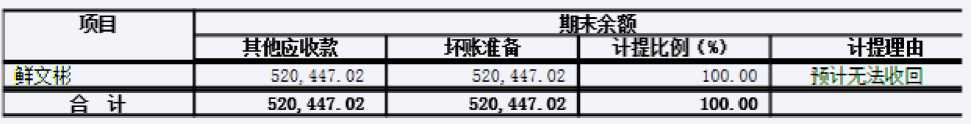 项目 期末余额
其他应收款 坏账准备 计提比例（%） 计提理由
鲜文彬 520,447.02 520,447.02 100.00 预计无法收回
合 计 520,447.02 520,447.02 100.00